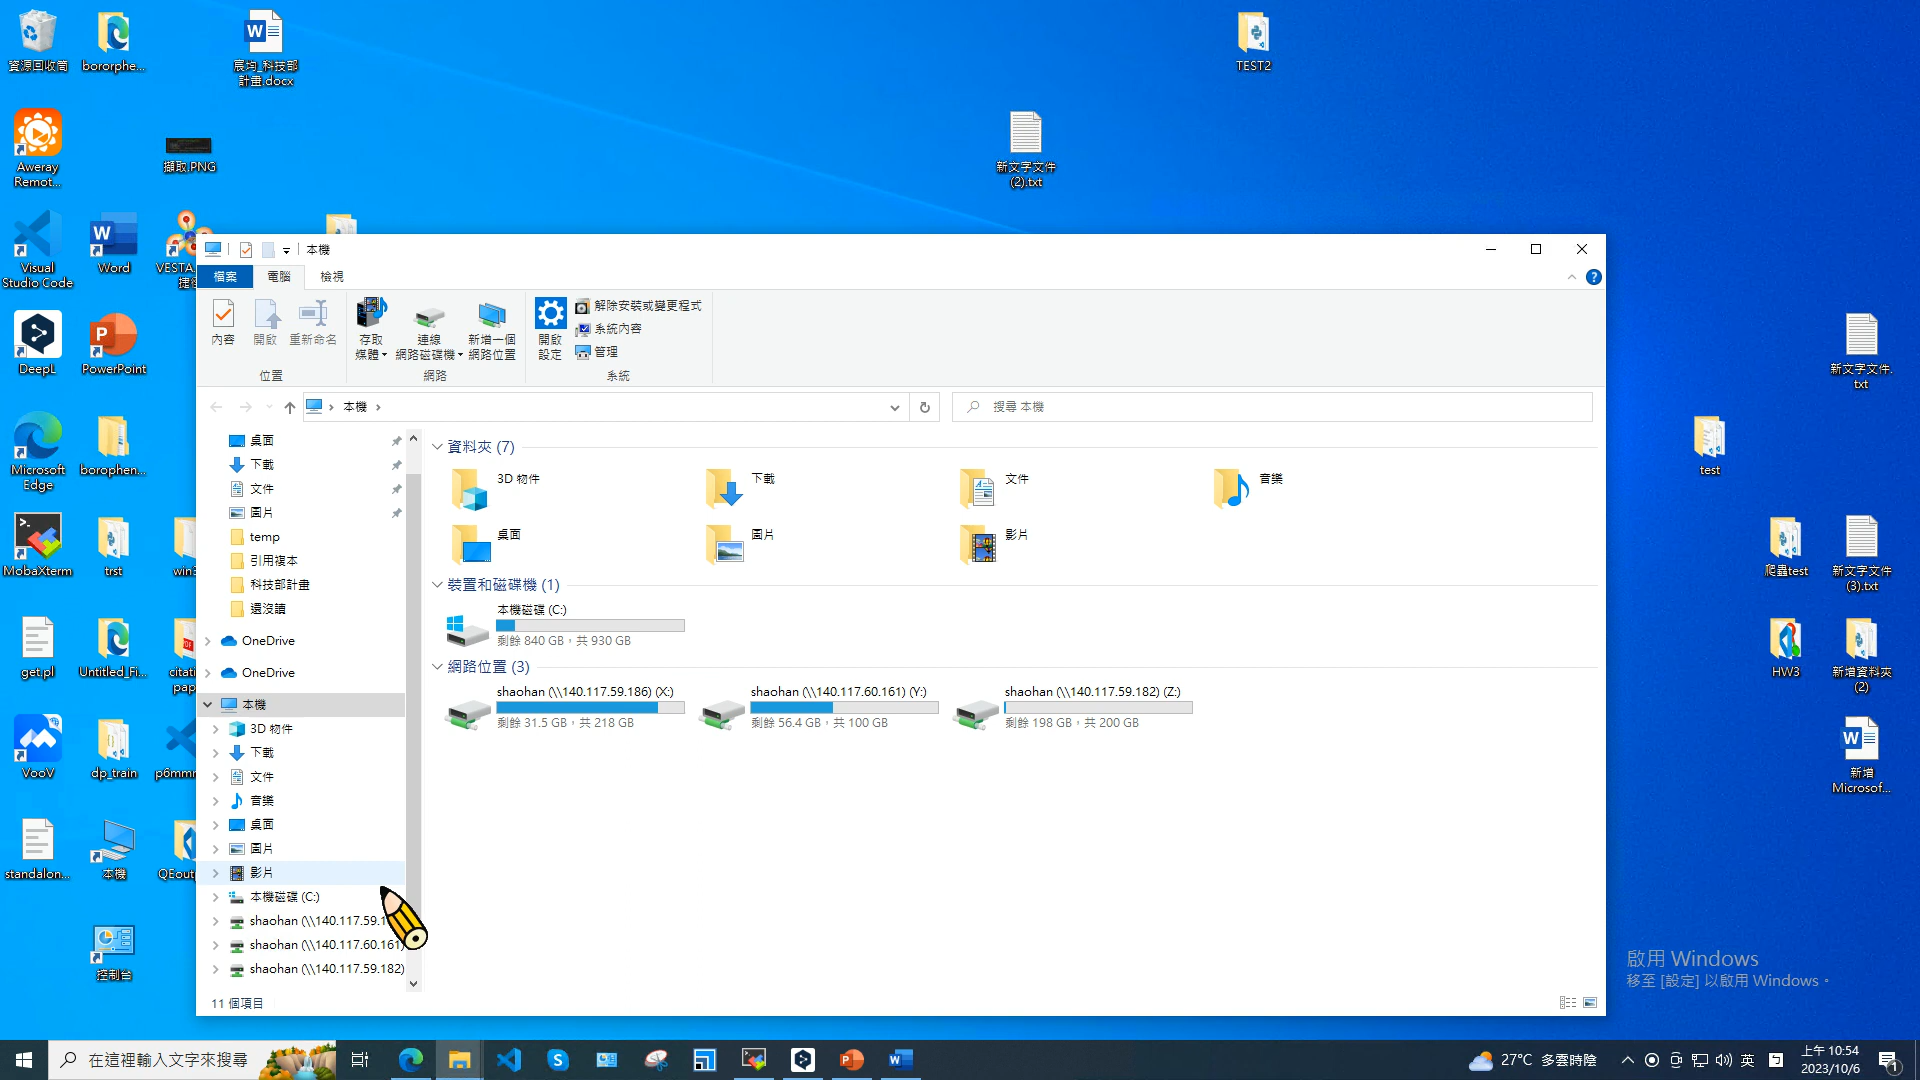 資源回收筒
bororphe...
宸均_科技部
計畫.docx
TEST2
Aweray
Remot...
擷取.PNG
新文字文件
(2).txt
Visual
Studio Code
Word
VESTA.
DeepL
PowerPoint
新文字文件.
txt
Microsoft
Edge
borophen...
test
MobaXterm
trst
爬蟲test
新文字文件
(3).txt
get.pl
Untitled_Fi...
HW3
新增資料夾
(2)
VooV
dp_train
新增
Microsof...
standalon...
本機
控制台
本機
檔案
電腦
檢視
內容
開啟
重新命名
位置
存取
媒體
連線
網路磁碟機
新增一個
網路位置
網路
開啟
設定
解除安裝或變更程式
系統內容
管理
系統
本機
搜尋 本機
桌面
下載
文件
圖片
temp
引用複本
科技部計畫
還沒讀
OneDrive
OneDrive
本機
3D 物件
下載
文件
音樂
桌面
圖片
影片
本機磁碟 (C:)
shaohan (\\140.117.59.1
shaohan (\\140.117.60.161)
shaohan (\\140.117.59.182)
資料夾 (7)
3D 物件
下載
文件
音樂
桌面
圖片
影片
裝置和磁碟機 (1)
本機磁碟 (C:)
剩餘 840 GB，共 930 GB
網路位置 (3)
shaohan (\\140.117.59.186) (X:)
剩餘 31.5 GB，共 218 GB
shaohan (\\140.117.60.161) (Y:)
剩餘 56.4 GB，共 100 GB
shaohan (\\140.117.59.182) (Z:)
剩餘 198 GB，共 200 GB
11 個項目
啟用 Windows
移至 [設定] 以啟用 Windows。
在這裡輸入文字來搜尋
27°C 多雲時陰
英
上午 10:54
2023/10/6
1